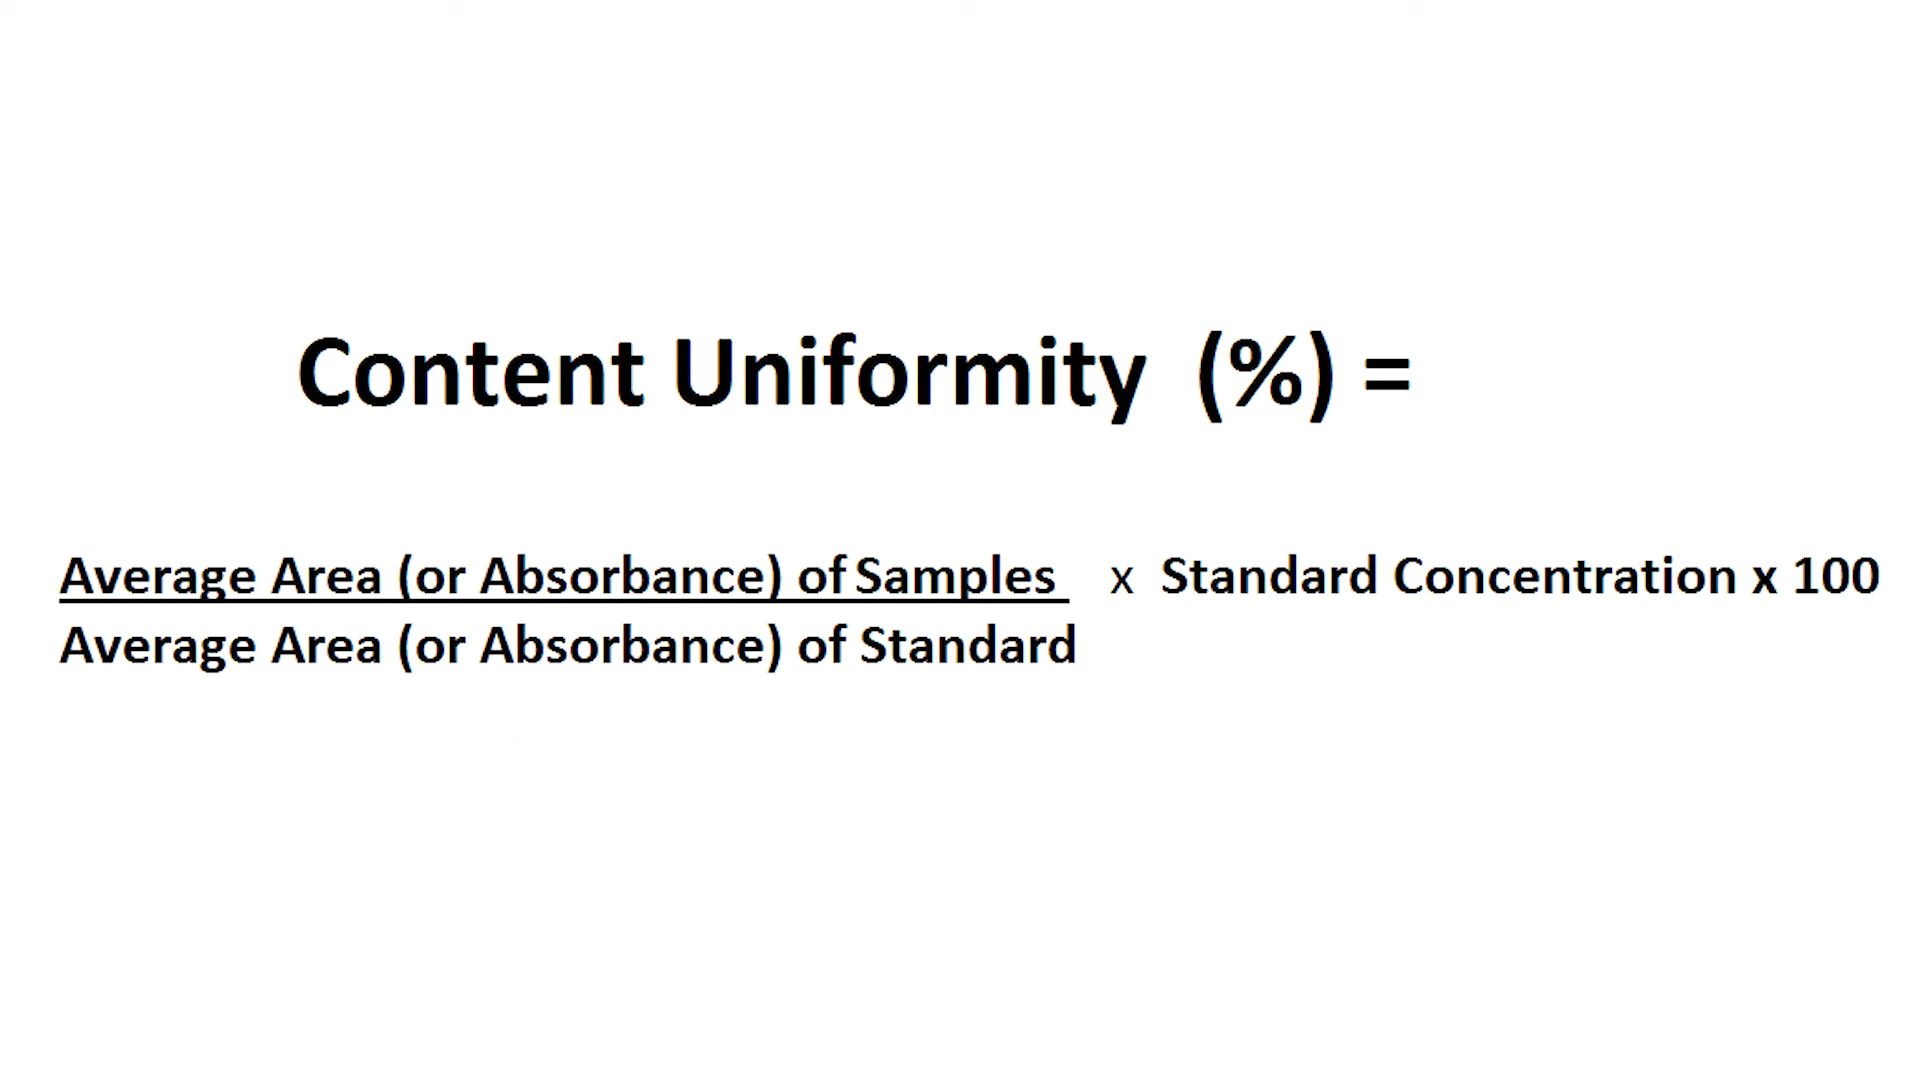 Content Uniformity (%) =
Average Area (or Absorbance) of Samples x Standard Concentration x 100
Average Area (or Absorbance) of Standard